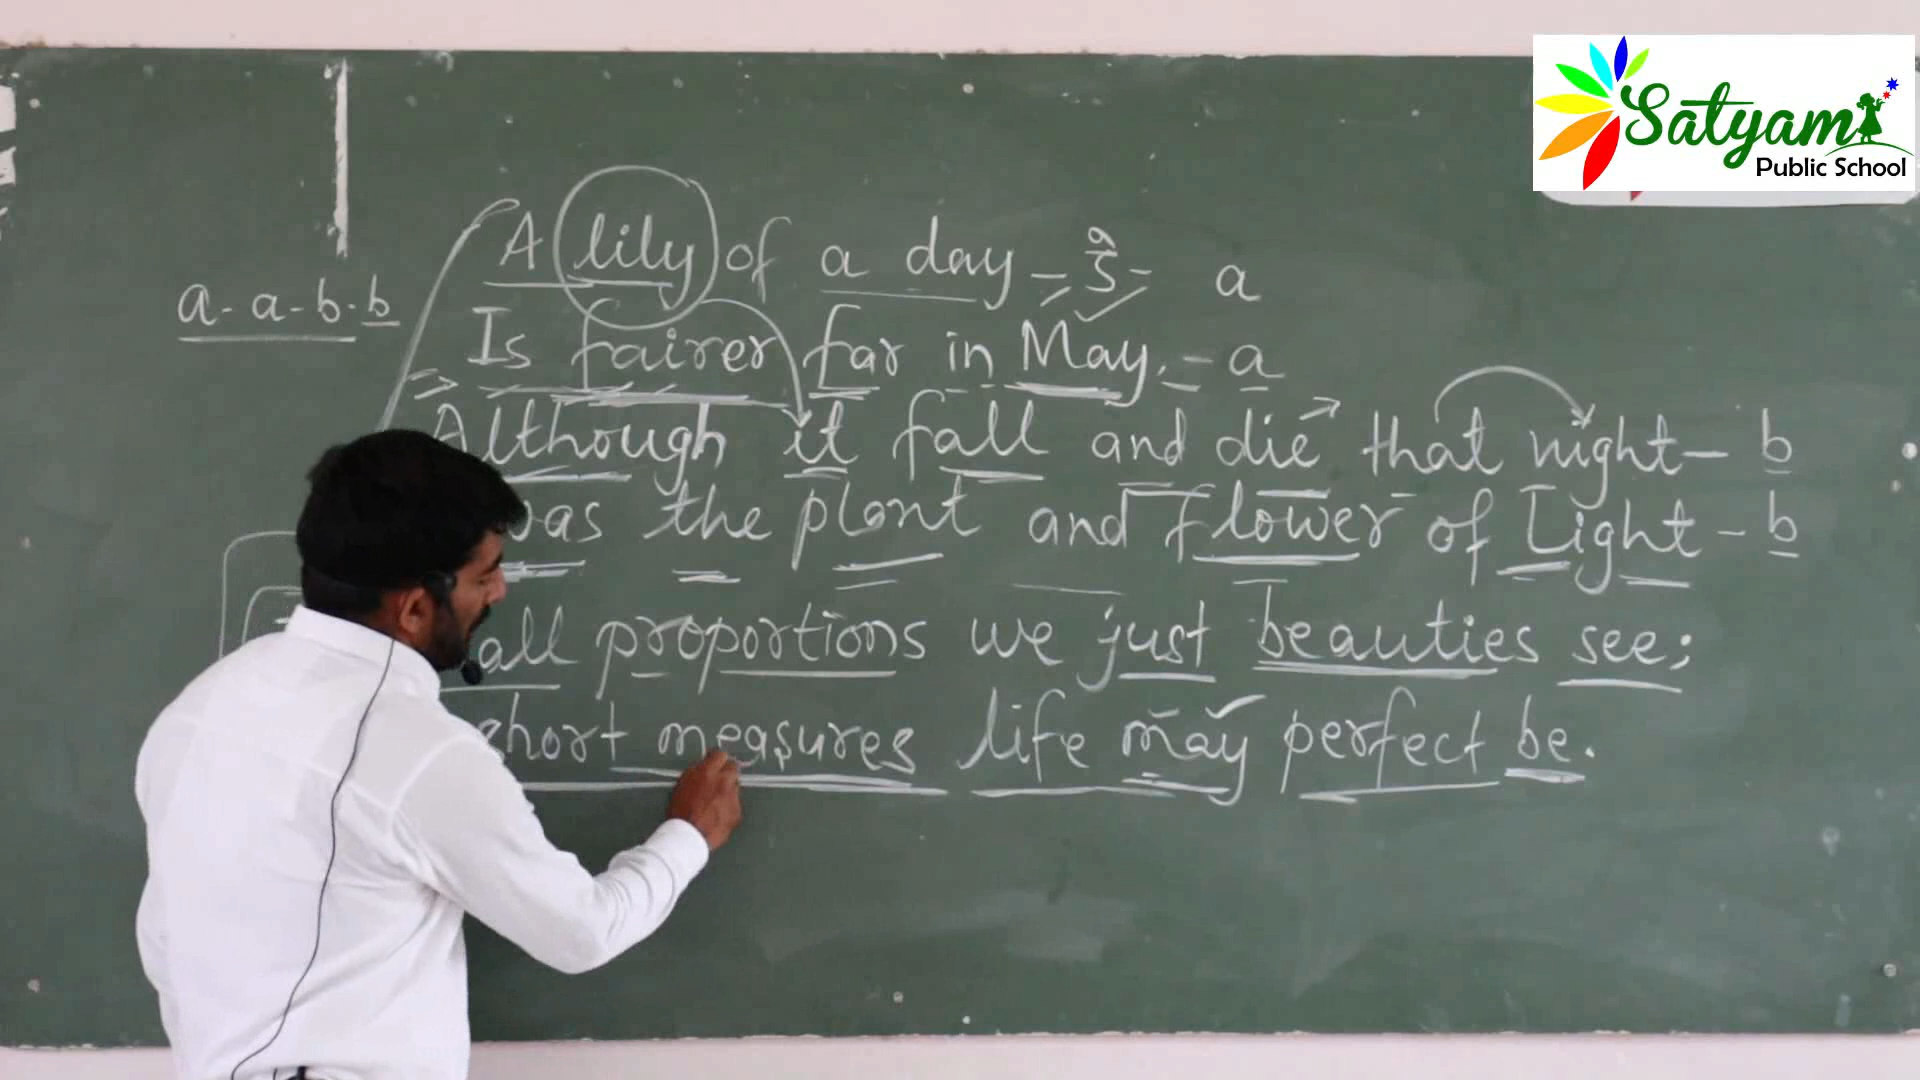 Satyam
Public School
A lily of a day - - a
a-a-b-b
Is fairer far in May. - a
Although it fall and die that night - b
was the plant and flower of Light - b
all proportions we just beauties see;
short measures life may perfect be.